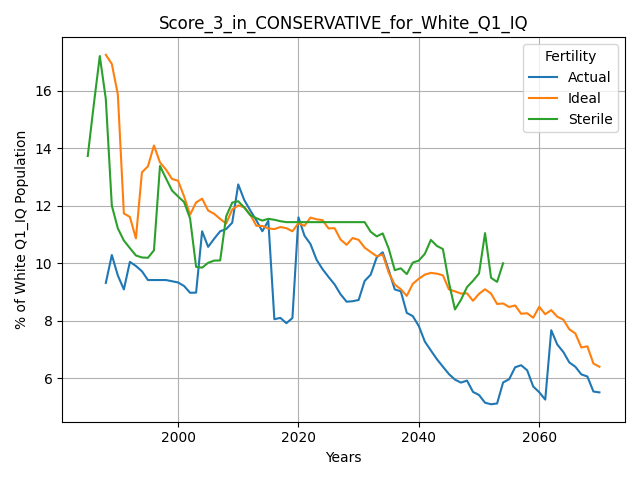 Score_3_in_CONSERVATIVE_for_White_Q1_IQ
Fertility
Actual
Ideal
Sterile
% of White Q1_IQ Population
16
14
12
10
8
6
2000
2020
2040
2060
Years